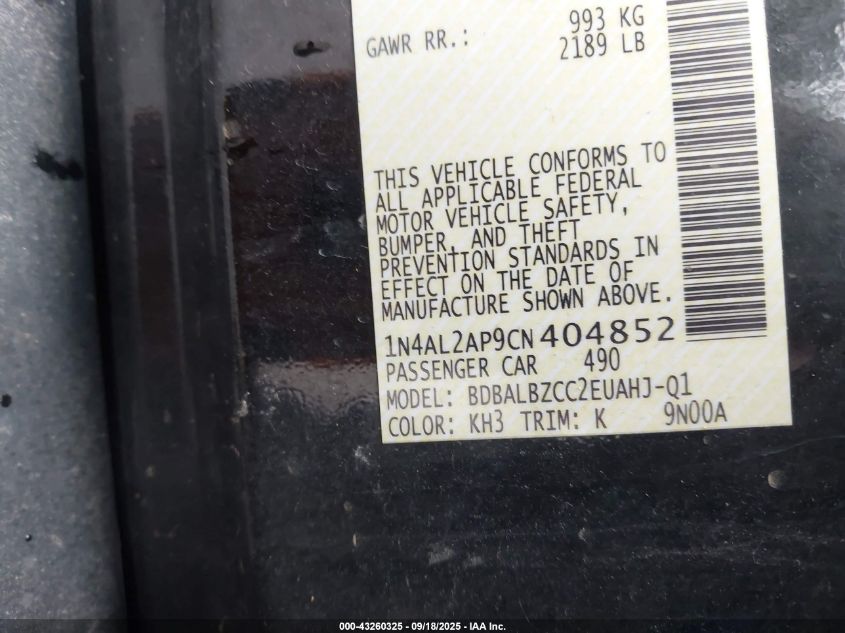 993 KG
GAWR RR.: 2189 LB
THIS VEHICLE CONFORMS TO
ALL APPLICABLE FEDERAL
MOTOR VEHICLE SAFETY,
BUMPER, AND THEFT
PREVENTION STANDARDS IN
EFFECT ON THE DATE OF
MANUFACTURE SHOWN ABOVE.
1N4AL2AP9CN404852
PASSENGER CAR 490
MODEL: BDBALBZCC2EUAHJ-Q1
COLOR: KH3 TRIM: K 9N00A
000-43260325 - 09/18/2025 - IAA Inc.